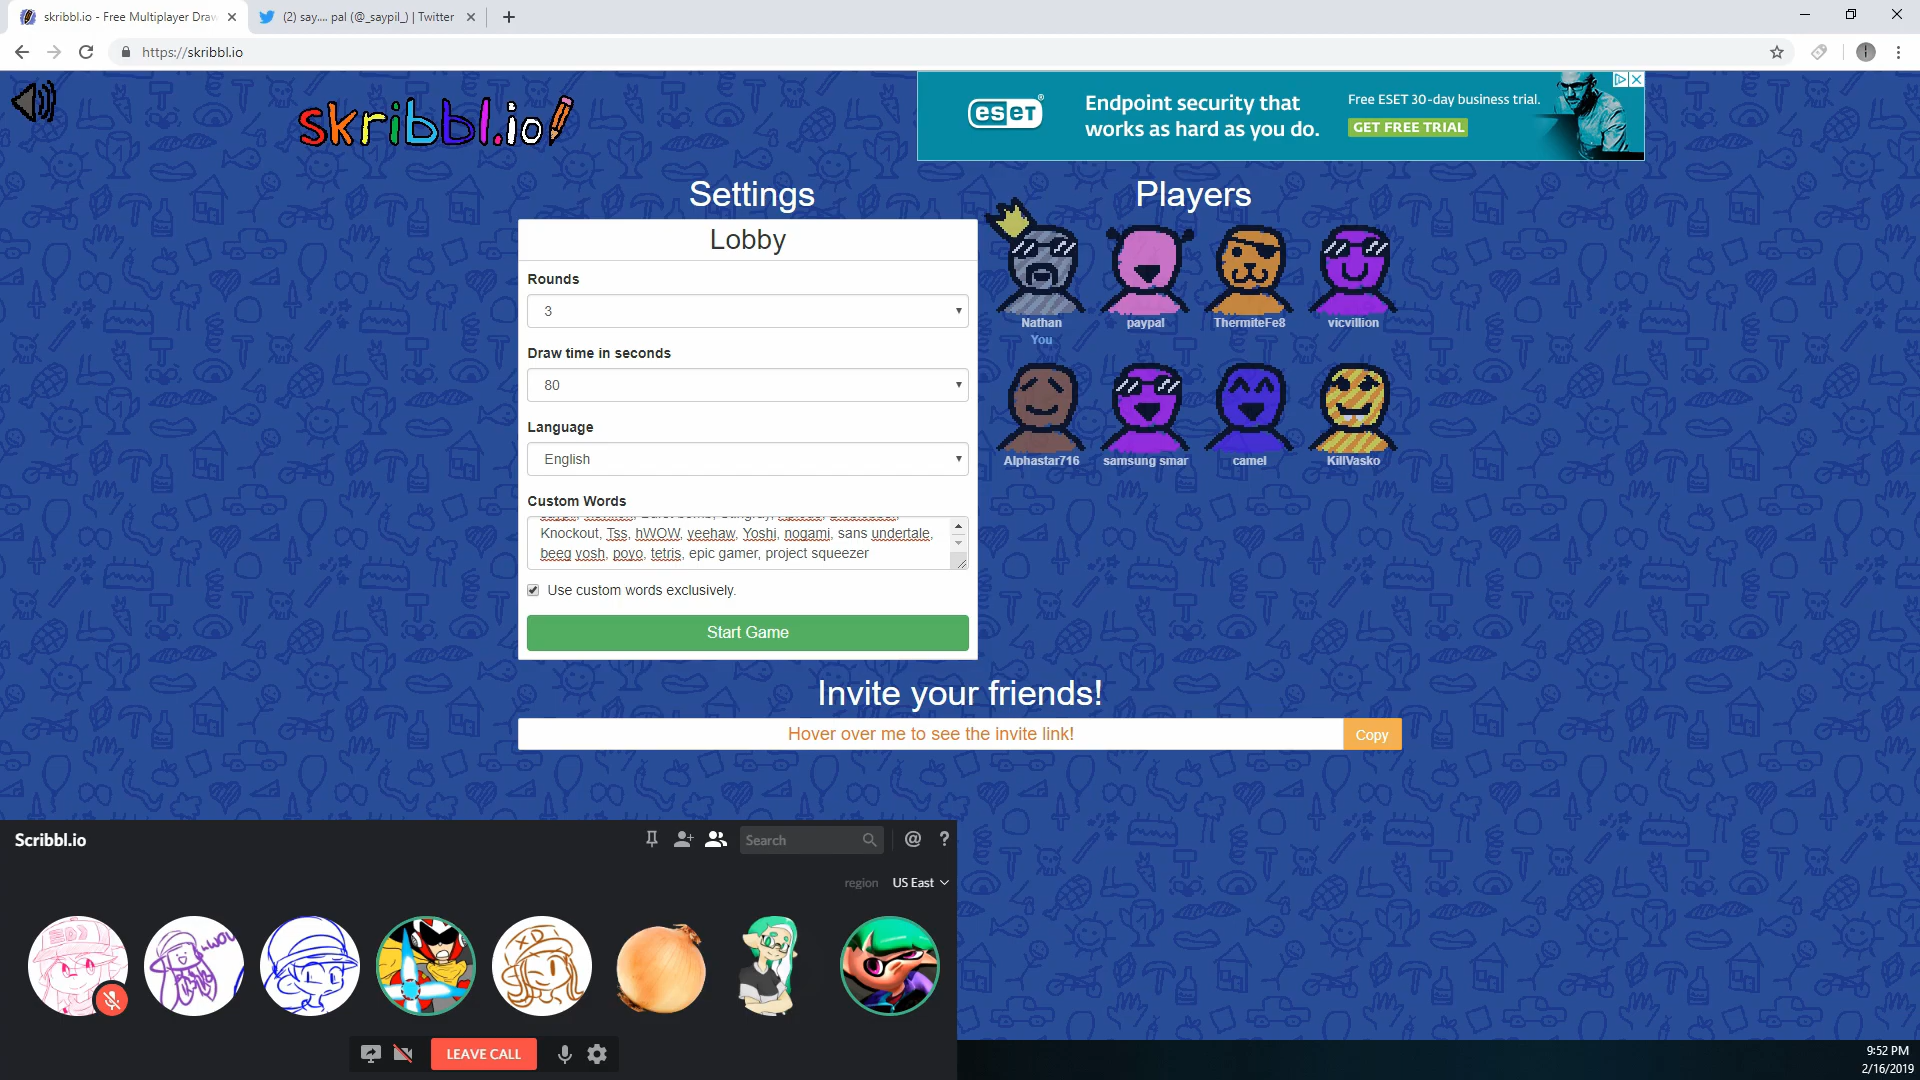 skribbl.io - Free Multiplayer Draw
(2) say.... pal (@_saypil_) | Twitter
https://skribbl.io
skribbl.io
eseT
Endpoint security that
works as hard as you do.
Free ESET 30-day business trial.
GET FREE TRIAL
Settings
Players
Lobby
Rounds
3
Draw time in seconds
80
Language
English
Custom Words
Knockout, Tss, hWOW, yeehaw, Yoshi, nogami, sans undertale,
beeg yosh, poyo, tetris, epic gamer, project squeezer
Use custom words exclusively.
Start Game
Nathan
You
paypal
ThermiteFe8
vicvillion
Alphastar716
samsung smar
camel
KillVasko
Invite your friends!
Hover over me to see the invite link!
Copy
Scribbl.io
Search
@
?
region
US East
XD
LEAVE CALL
9:52 PM
2/16/2019